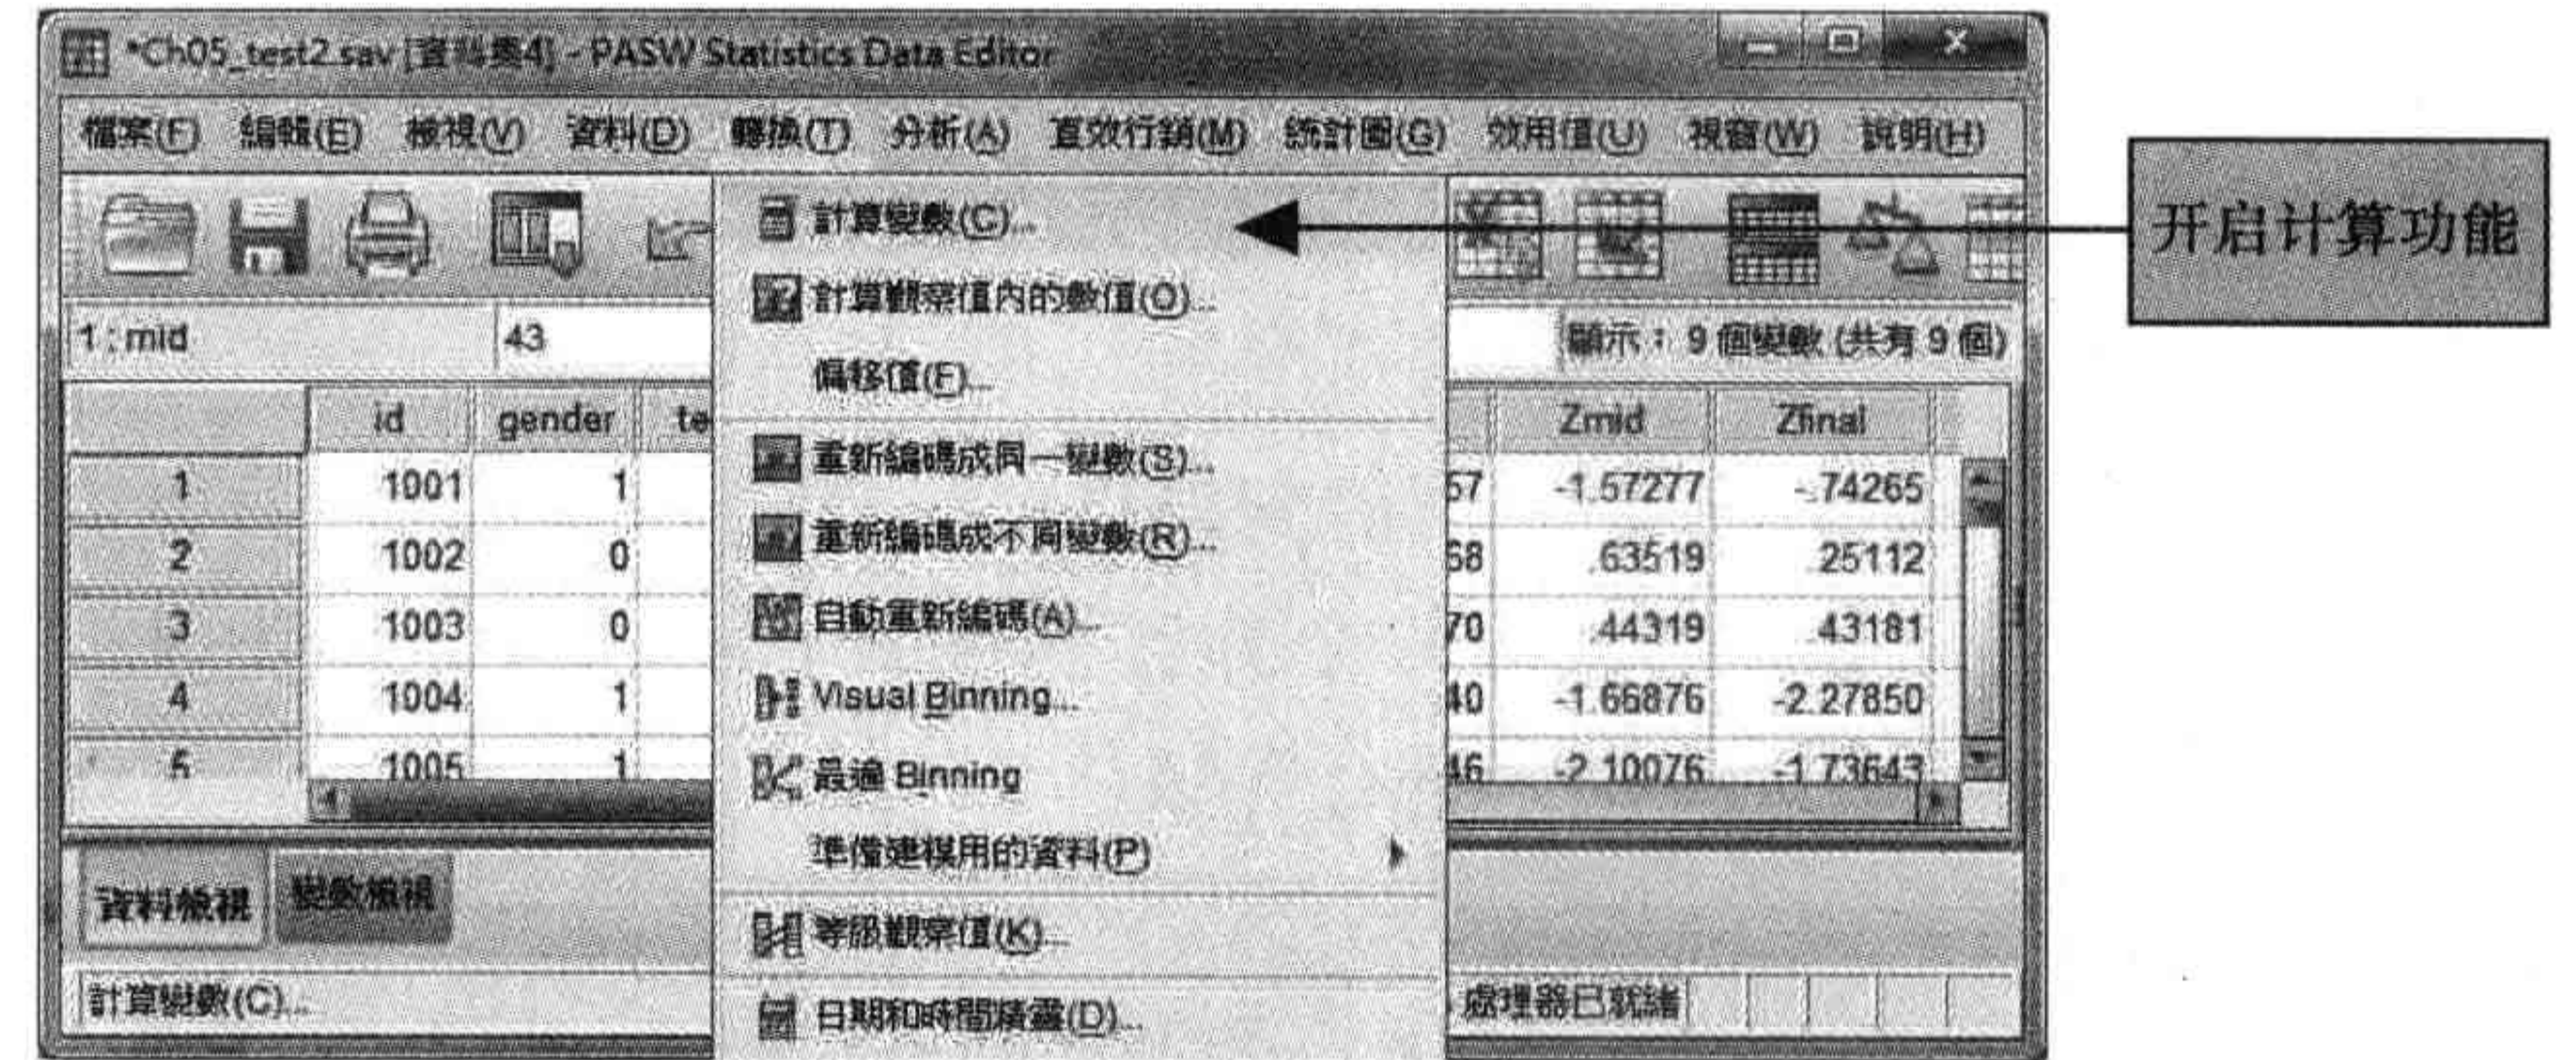 *Ch05_test2.sav [資料集4] - PASW Statistics Data Editor
檔案(F) 編輯(E) 檢視(V) 資料(D) 轉換(T) 分析(A) 直效行銷(M) 統計圖(G) 效用值(U) 視窗(W) 說明(H)
計算變數(C)...
开启计算功能
計算觀察值內的數值(O)...
1 : mid 43 顯示： 9 個變數 (共有 9 個)
偏移值(F)...
id gender te Zmid Zfinal
重新編碼成同一變數(S)...
1 1001 1 57 -1.57277 -.74265
重新編碼成不同變數(R)...
2 1002 0 68 .63519 .25112
自動重新編碼(A)...
3 1003 0 70 .44319 .43181
Visual Binning...
4 1004 1 40 -1.66876 -2.27850
最適 Binning
5 1005 1 46 -2.10076 -1.73643
準備建模用的資料(P)
資料檢視 變數檢視
等級觀察值(K)...
計算變數(C)... 處理器已就緒
日期和時間精靈(D)...